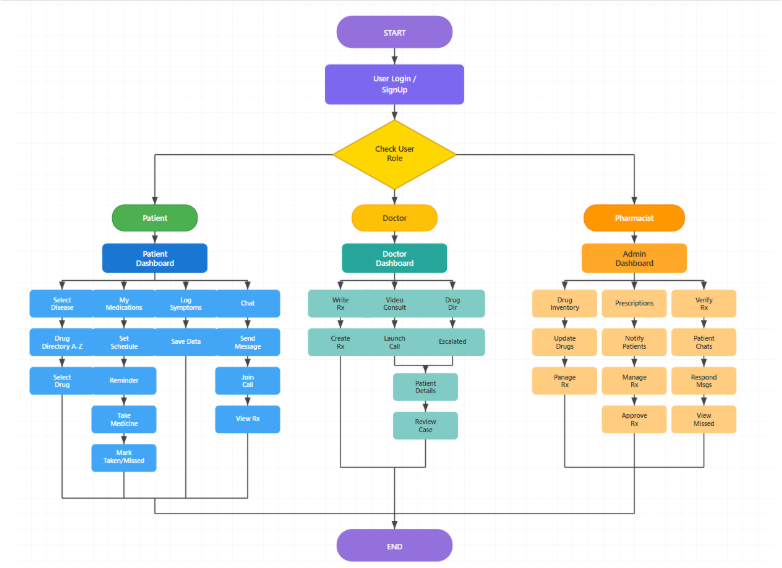 START
User Login /
SignUp
Check User
Role
Patient
Doctor
Pharmacist
Patient
Dashboard
Doctor
Dashboard
Admin
Dashboard
Select
Disease
My
Medications
Log
Symptoms
Chat
Write
Rx
Video
Consult
Drug
Dir
Drug
Inventory
Prescriptions
Verify
Rx
Drug
Directory A-Z
Set
Schedule
Save Data
Send
Message
Create
Rx
Launch
Call
Escalated
Update
Drugs
Notify
Patients
Patient
Chats
Select
Drug
Reminder
Join
Call
Patient
Details
Panage
Rx
Manage
Rx
Respond
Msgs
Take
Medicine
View Rx
Review
Case
Approve
Rx
View
Missed
Mark
Taken/Missed
END